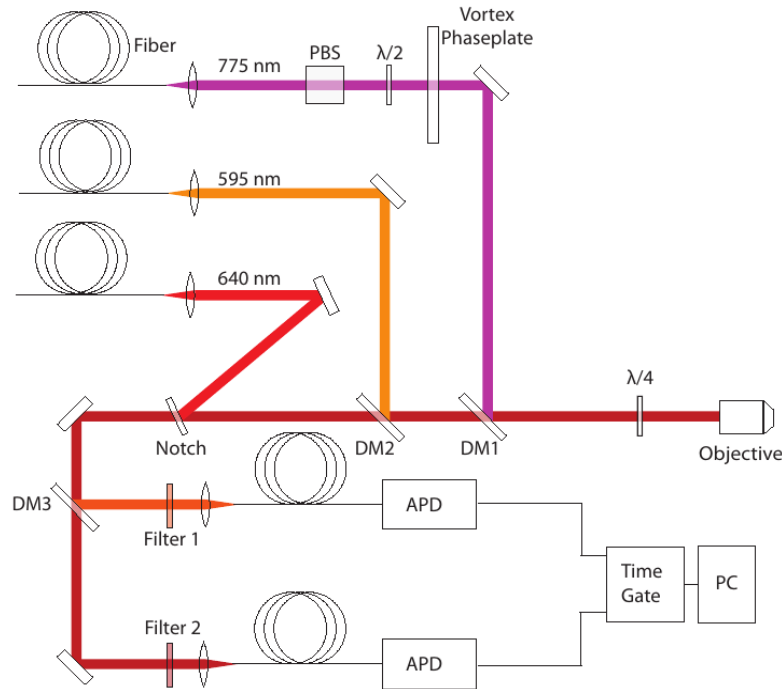 Fiber
775 nm
PBS
λ/2
Vortex
Phaseplate
595 nm
640 nm
λ/4
Notch
DM2
DM1
Objective
DM3
Filter 1
APD
Time
Gate
PC
Filter 2
APD